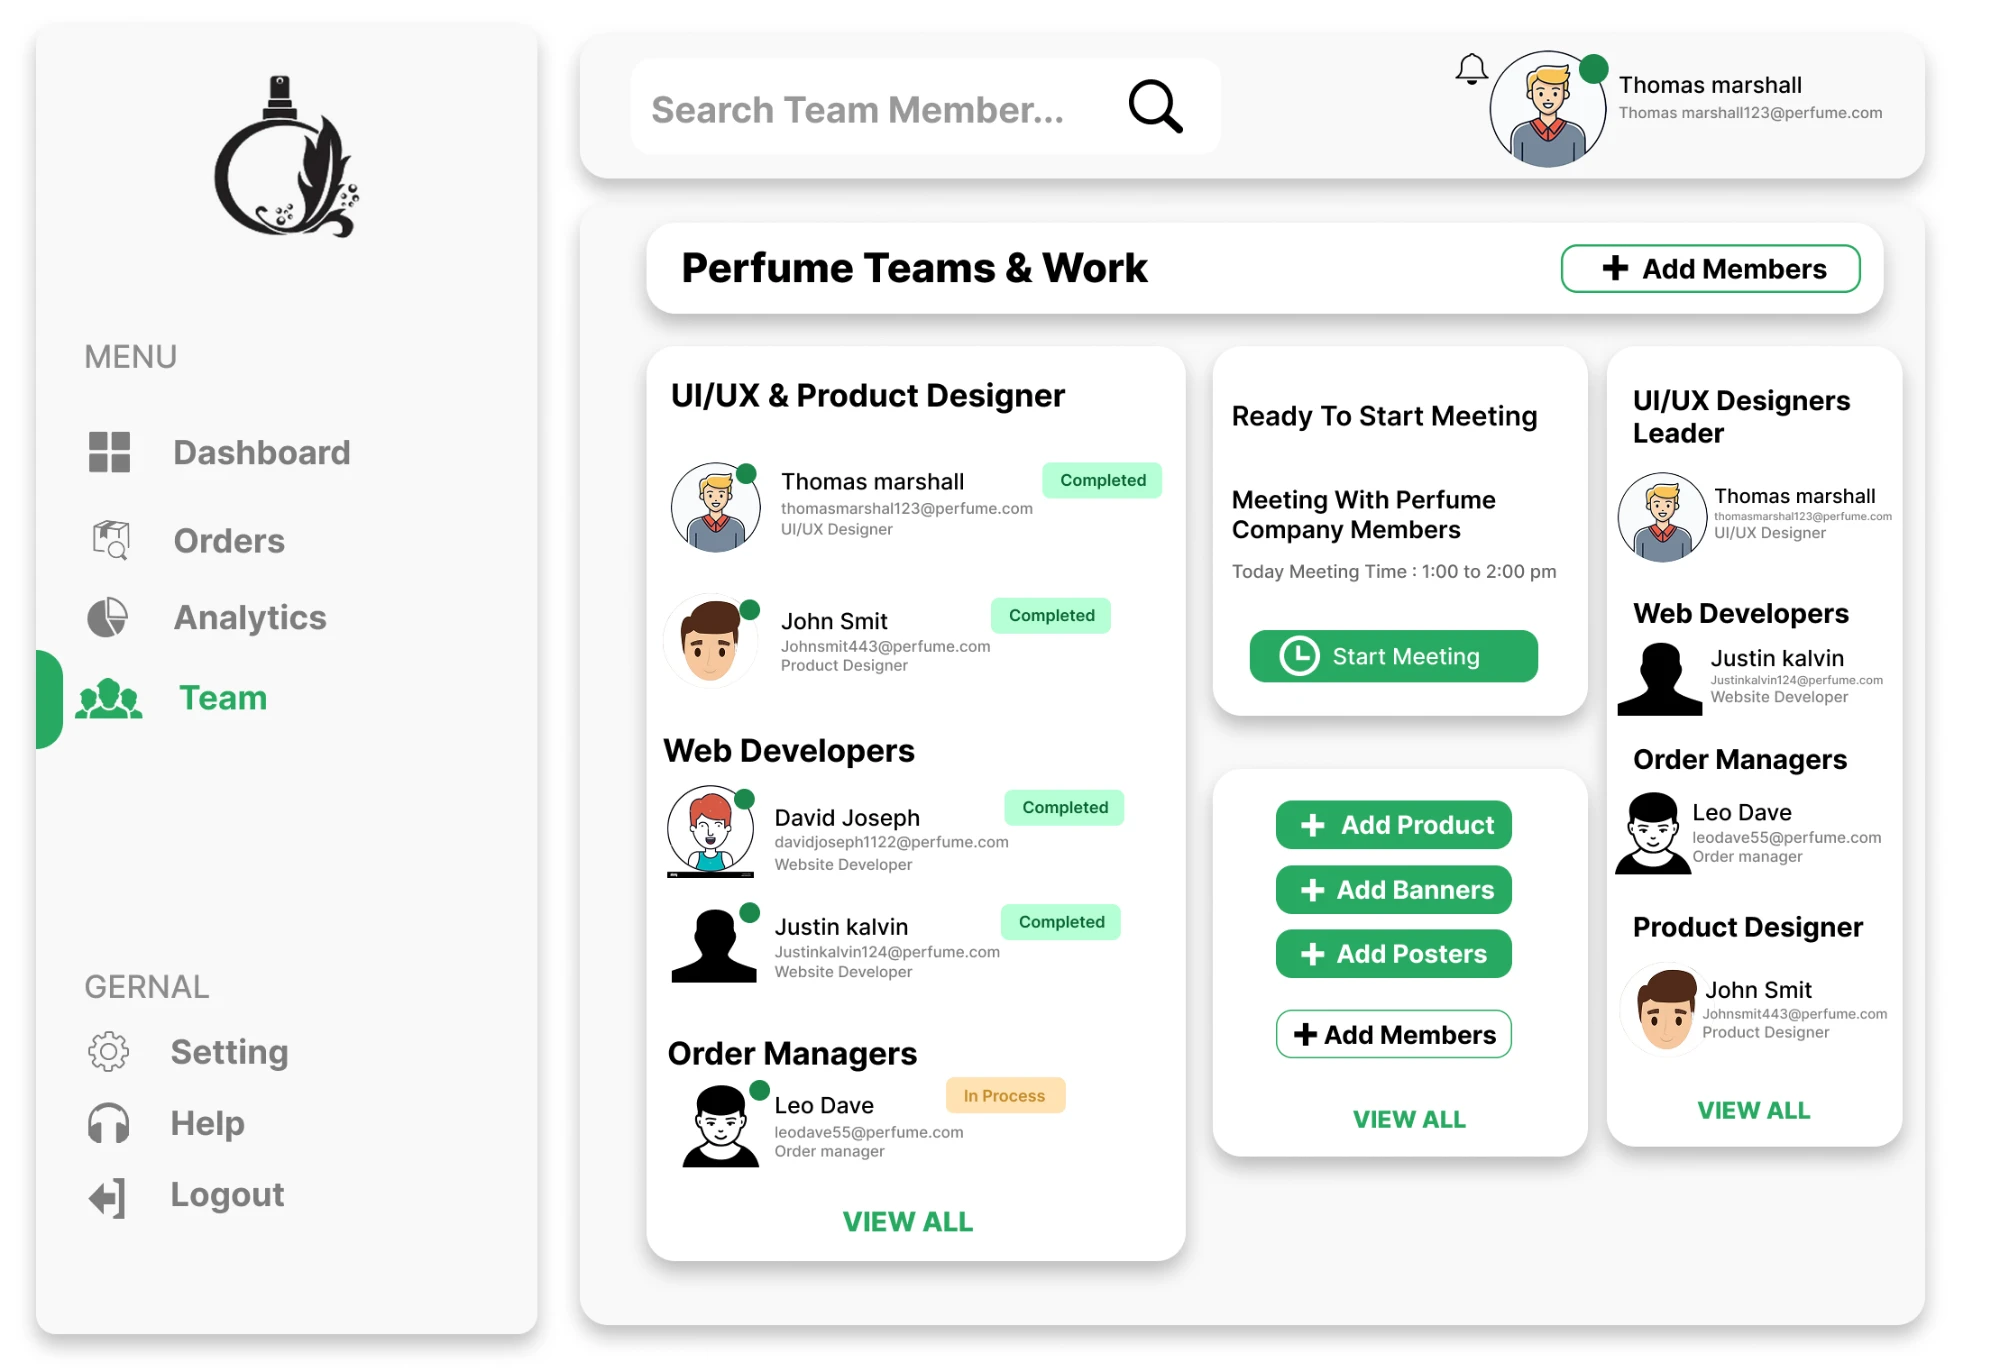 MENU
Dashboard
Orders
Analytics
Team
GERNAL
Setting
Help
Logout
Search Team Member...
Thomas marshall
Thomas marshall123@perfume.com
Perfume Teams & Work
Add Members
UI/UX & Product Designer
Thomas marshall
Completed
thomasmarshal123@perfume.com
UI/UX Designer
John Smit
Completed
Johnsmit443@perfume.com
Product Designer
Web Developers
David Joseph
Completed
davidjoseph1122@perfume.com
Website Developer
Justin kalvin
Completed
Justinkalvin124@perfume.com
Website Developer
Order Managers
Leo Dave
In Process
leodave55@perfume.com
Order manager
VIEW ALL
Ready To Start Meeting
Meeting With Perfume
Company Members
Today Meeting Time : 1:00 to 2:00 pm
Start Meeting
Add Product
Add Banners
Add Posters
Add Members
VIEW ALL
UI/UX Designers
Leader
Thomas marshall
thomasmarshal123@perfume.com
UI/UX Designer
Web Developers
Justin kalvin
Justinkalvin124@perfume.com
Website Developer
Order Managers
Leo Dave
leodave55@perfume.com
Order manager
Product Designer
John Smit
Johnsmit443@perfume.com
Product Designer
VIEW ALL